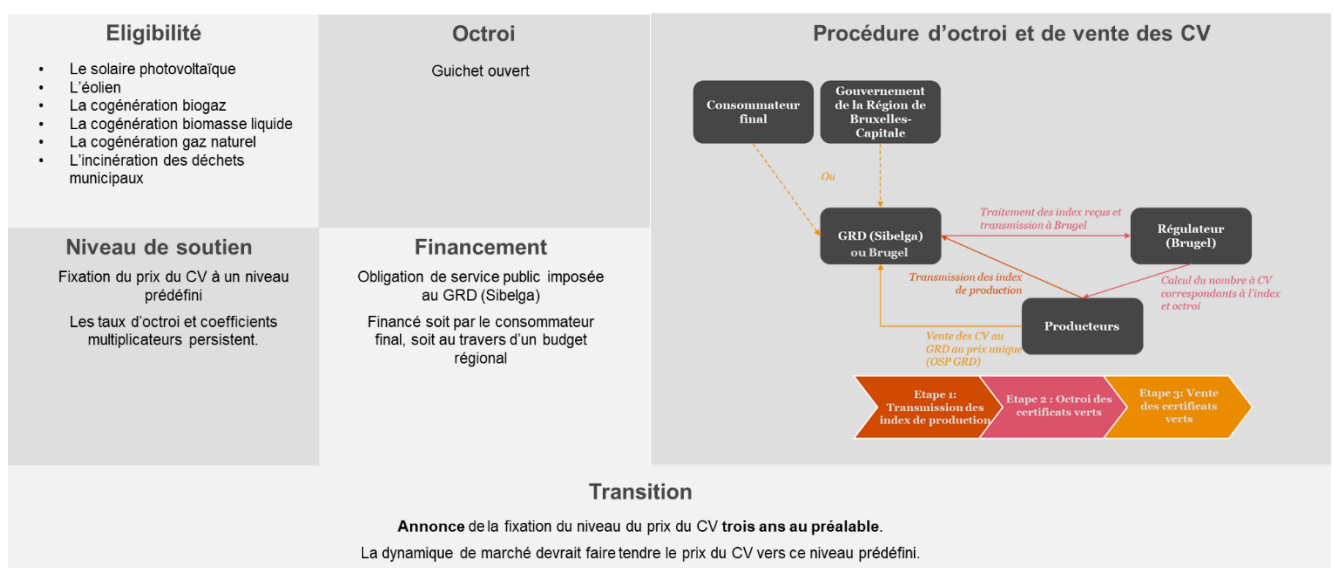 Eligibilité
• Le solaire photovoltaïque
• L'éolien
• La cogénération biogaz
• La cogénération biomasse liquide
• La cogénération gaz naturel
• L'incinération des déchets
municipaux
Octroi
Guichet ouvert
Niveau de soutien
Fixation du prix du CV à un niveau
prédéfini
Les taux d'octroi et coefficients
multiplicateurs persistent.
Financement
Obligation de service public imposée
au GRD (Sibelga)
Financé soit par le consommateur
final, soit au travers d'un budget
régional
Procédure d'octroi et de vente des CV
Consommateur
final
Gouvernement
de la Région de
Bruxelles-
Capitale
Ou
GRD (Sibelga)
ou Brugel
Traitement des index reçus et
transmission à Brugel
Régulateur
(Brugel)
Transmission des index
de production
Calcul du nombre à CV
correspondants à l'index
et octroi
Producteurs
Vente des CV au
GRD au prix unique
(OSP GRD)
Etape 1:
Transmission des
index de production
Etape 2 : Octroi des
certificats verts
Etape 3: Vente
des certificats
verts
Transition
Annonce de la fixation du niveau du prix du CV trois ans au préalable.
La dynamique de marché devrait faire tendre le prix du CV vers ce niveau prédéfini.